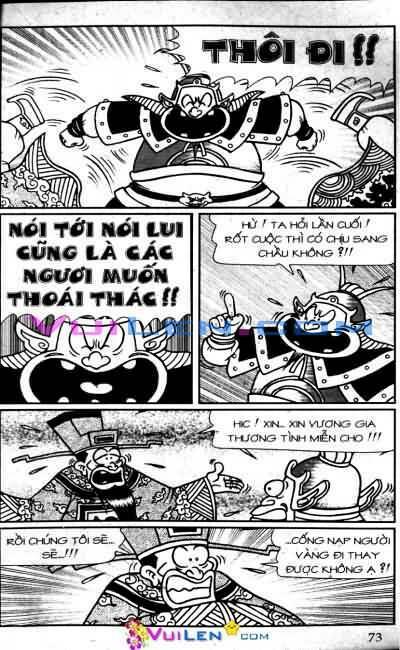 THÔI ĐI!!
NÓI TỚI NÓI LUI
CŨNG LÀ CÁC
NGƯƠI MUỐN
THOÁI THÁC!!
HỪ! TA HỎI LẦN CUỐI!
RỐT CUỘC THÌ CÓ CHỊU SANG
CHẦU KHÔNG?!!
VUILEN.COM
HIC! XIN... XIN VƯƠNG GIA
THƯƠNG TÌNH MIỄN CHO!!!
RỒI CHÚNG TÔI SẼ...
SẼ...!!!
...CỐNG NẠP NGƯỜI
VÀNG ĐI THAY
ĐƯỢC KHÔNG Ạ?!
VUILEN.COM
73